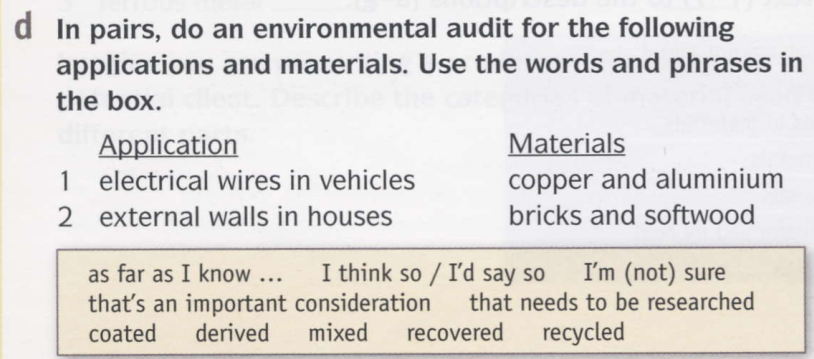 d In pairs, do an environmental audit for the following
applications and materials. Use the words and phrases in
the box.
Application Materials
1 electrical wires in vehicles copper and aluminium
2 external walls in houses bricks and softwood
as far as I know ... I think so / I'd say so I'm (not) sure
that's an important consideration that needs to be researched
coated derived mixed recovered recycled